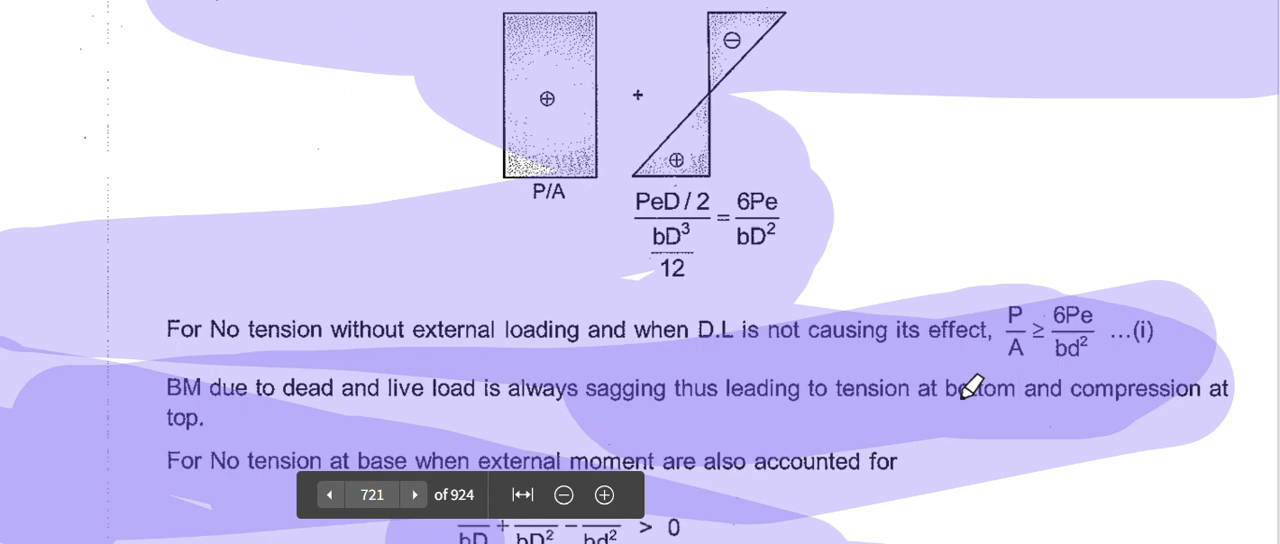 ⊕
⊖
+
⊕
P/A
PeD / 2 / (bD³ / 12) = 6Pe / bD²
For No tension without external loading and when D.L is not causing its effect, P/A ≥ 6Pe/bd² ...(i)
BM due to dead and live load is always sagging thus leading to tension at bottom and compression at
top.
For No tension at base when external moment are also accounted for
721 of 924
bD + bD² − bd² > 0